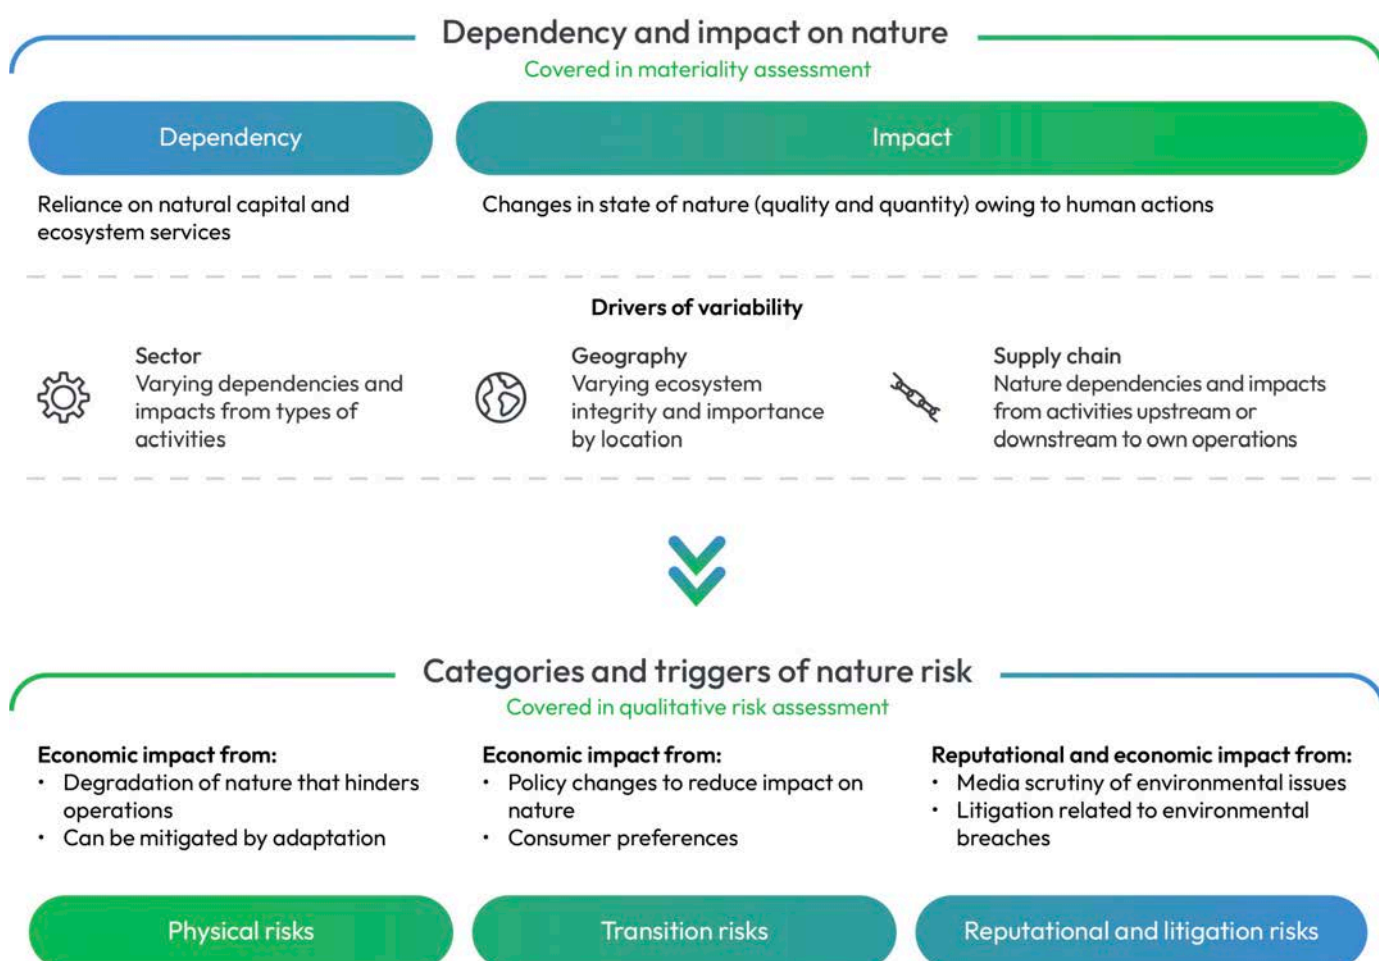 Dependency and impact on nature
Covered in materiality assessment
Dependency
Impact
Reliance on natural capital and
ecosystem services
Changes in state of nature (quality and quantity) owing to human actions
Drivers of variability
Sector
Varying dependencies and
impacts from types of
activities
Geography
Varying ecosystem
integrity and importance
by location
Supply chain
Nature dependencies and impacts
from activities upstream or
downstream to own operations
Categories and triggers of nature risk
Covered in qualitative risk assessment
Economic impact from:
• Degradation of nature that hinders
operations
• Can be mitigated by adaptation
Economic impact from:
• Policy changes to reduce impact on
nature
• Consumer preferences
Reputational and economic impact from:
• Media scrutiny of environmental issues
• Litigation related to environmental
breaches
Physical risks
Transition risks
Reputational and litigation risks